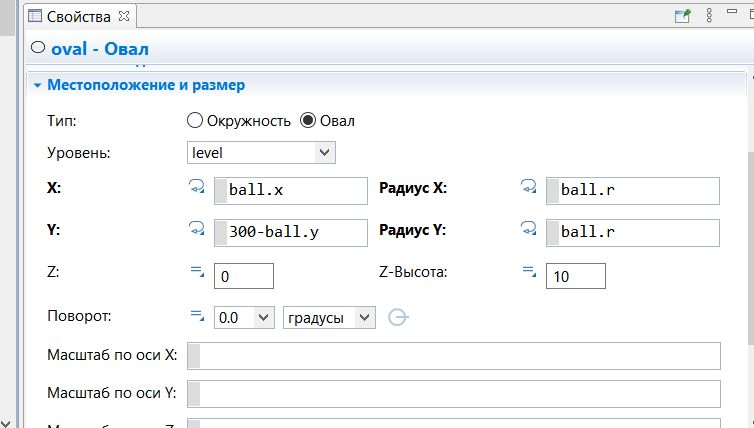 Свойства
oval - Овал
Местоположение и размер
Тип: Окружность Овал
Уровень: level
X: ball.x Радиус X: ball.r
Y: 300-ball.y Радиус Y: ball.r
Z: 0 Z-Высота: 10
Поворот: 0.0 градусы
Масштаб по оси X:
Масштаб по оси Y: